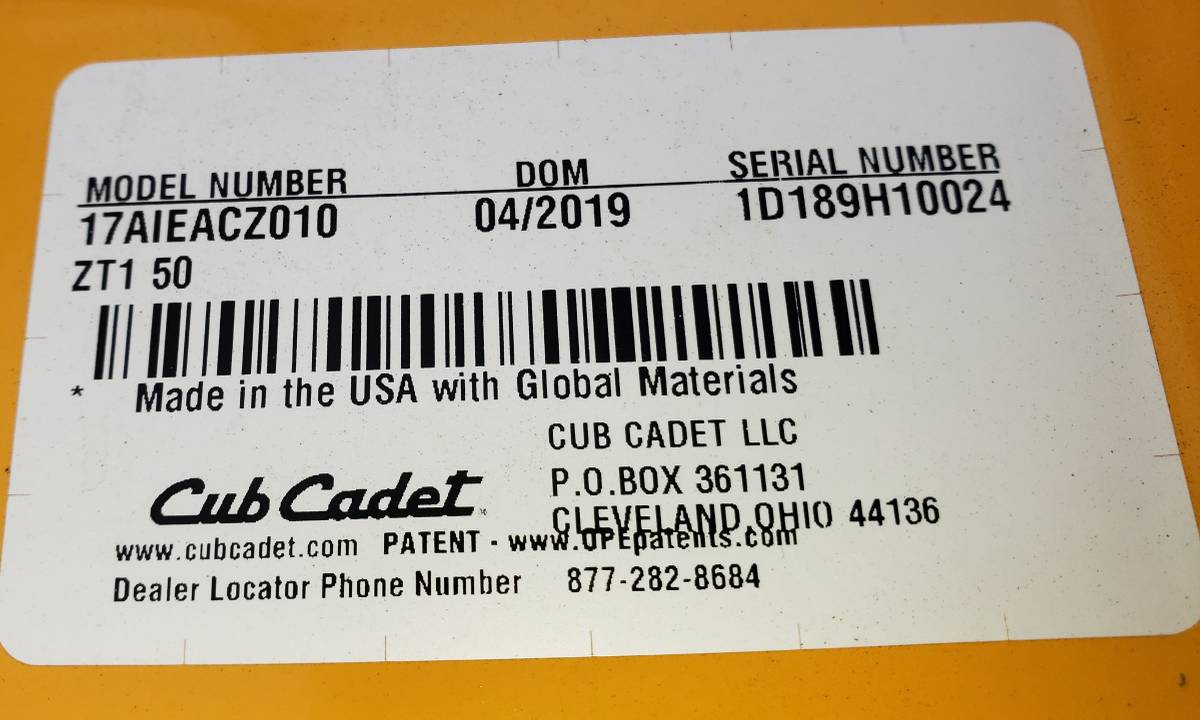 MODEL NUMBER DOM SERIAL NUMBER
17AIEACZ010 04/2019 1D189H10024
ZT1 50
* Made in the USA with Global Materials
CUB CADET LLC
P.O.BOX 361131
CLEVELAND,OHIO 44136
Cub Cadet
www.cubcadet.com PATENT - www.OPEpatents.com
Dealer Locator Phone Number 877-282-8684